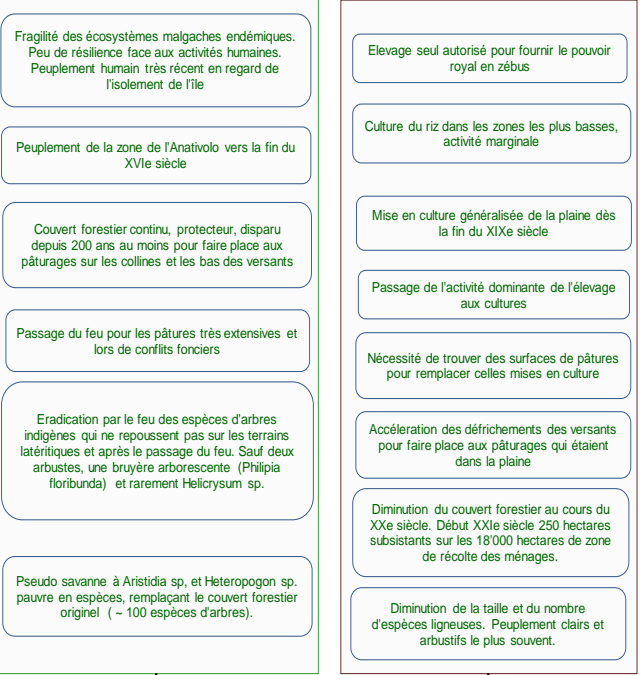 Fragilité des écosystèmes malgaches endémiques.
Peu de résilience face aux activités humaines.
Peuplement humain très récent en regard de
l'isolement de l'île
Peuplement de la zone de l'Anativolo vers la fin du
XVIe siècle
Couvert forestier continu, protecteur, disparu
depuis 200 ans au moins pour faire place aux
pâturages sur les collines et les bas des versants
Passage du feu pour les pâtures très extensives et
lors de conflits fonciers
Eradication par le feu des espèces d'arbres
indigènes qui ne repoussent pas sur les terrains
latéritiques et après le passage du feu. Sauf deux
arbustes, une bruyère arborescente (Philipia
floribunda) et rarement Helicrysum sp.
Pseudo savanne à Aristidia sp, et Heteropogon sp.
pauvre en espèces, remplaçant le couvert forestier
originel ( ~ 100 espèces d'arbres).
Elevage seul autorisé pour fournir le pouvoir
royal en zébus
Culture du riz dans les zones les plus basses,
activité marginale
Mise en culture généralisée de la plaine dès
la fin du XIXe siècle
Passage de l'activité dominante de l'élevage
aux cultures
Nécessité de trouver des surfaces de pâtures
pour remplacer celles mises en culture
Accéleration des défrichements des versants
pour faire place aux pâturages qui étaient
dans la plaine
Diminution du couvert forestier au cours du
XXe siècle. Début XXIe siècle 250 hectares
subsistants sur les 18'000 hectares de zone
de récolte des ménages.
Diminution de la taille et du nombre
d'espèces ligneuses. Peuplement clairs et
arbustifs le plus souvent.